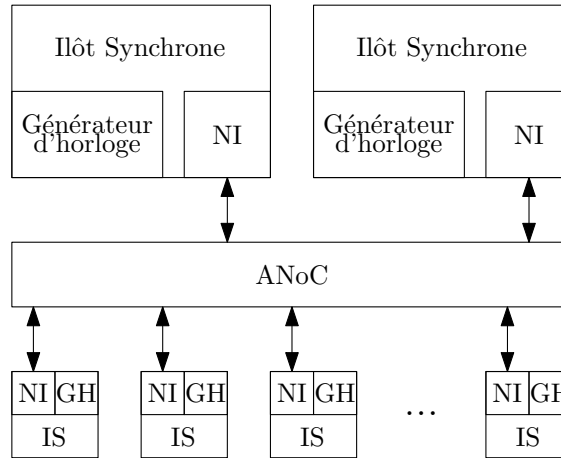 Ilôt Synchrone
Générateur
d'horloge
NI
Ilôt Synchrone
Générateur
d'horloge
NI
ANoC
NI GH
IS
NI GH
IS
NI GH
IS
...
NI GH
IS